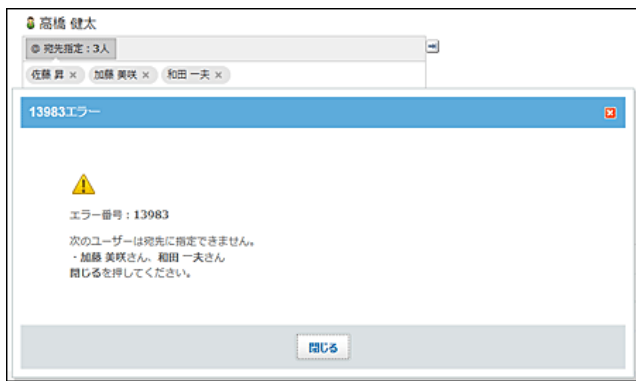 高橋 健太
宛先指定：3人
佐藤 昇 × 加藤 美咲 × 和田 一夫 ×
13983エラー
エラー番号：13983
次のユーザーは宛先に指定できません。
・加藤 美咲さん、和田 一夫さん
閉じるを押してください。
閉じる